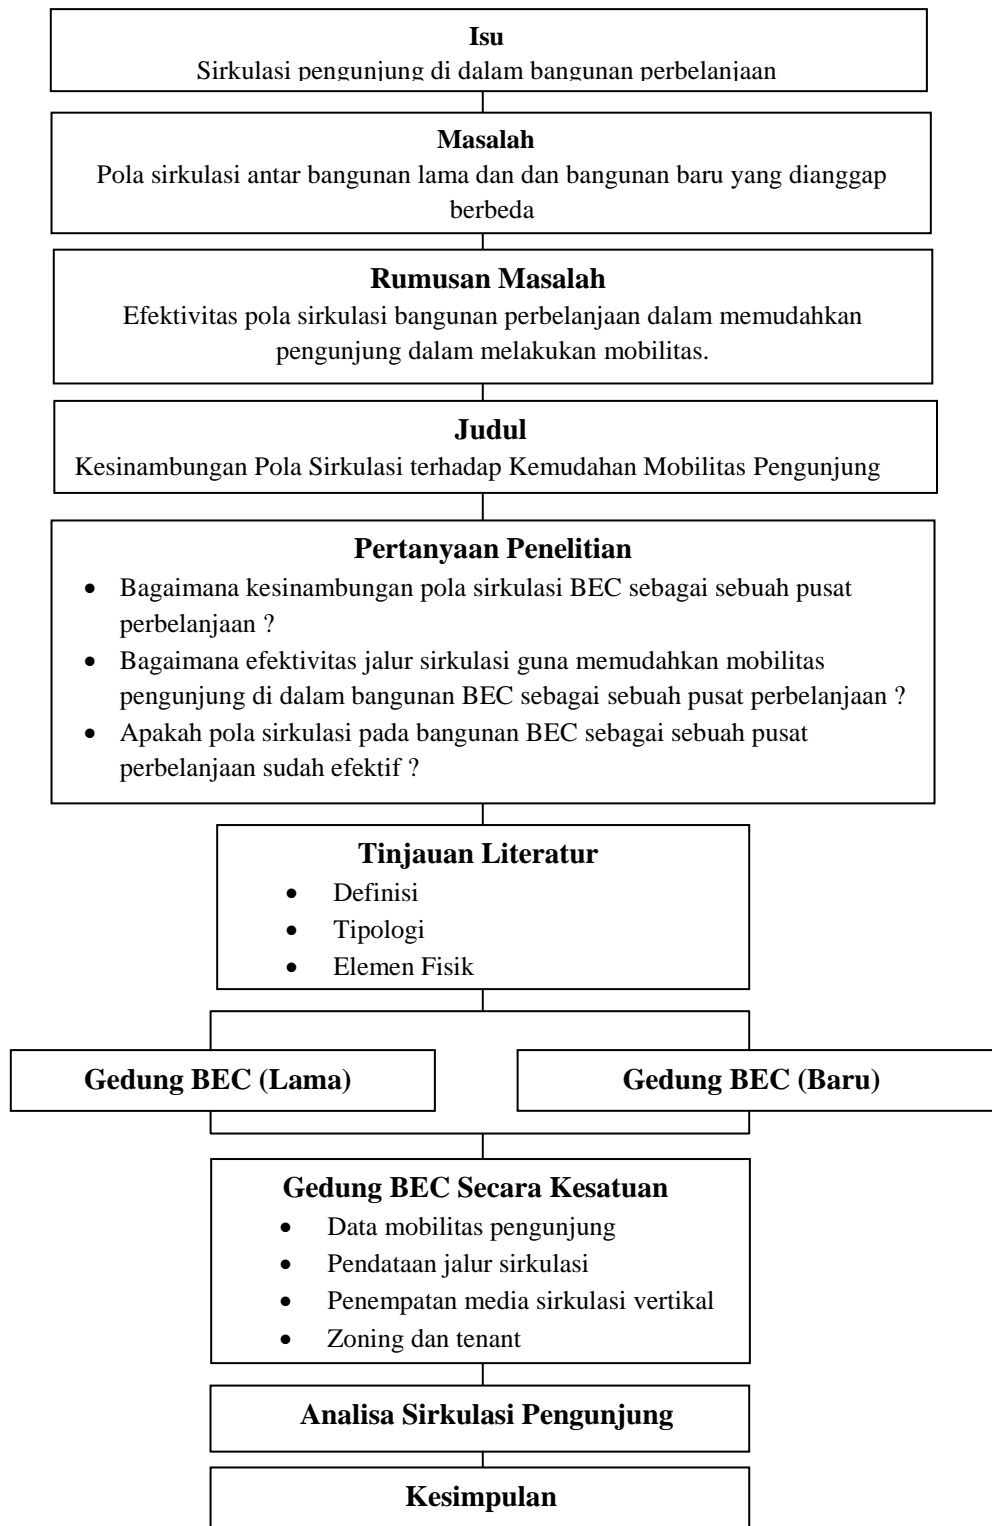 Isu
Sirkulasi pengunjung di dalam bangunan perbelanjaan
Masalah
Pola sirkulasi antar bangunan lama dan dan bangunan baru yang dianggap
berbeda
Rumusan Masalah
Efektivitas pola sirkulasi bangunan perbelanjaan dalam memudahkan
pengunjung dalam melakukan mobilitas.
Judul
Kesinambungan Pola Sirkulasi terhadap Kemudahan Mobilitas Pengunjung
Pertanyaan Penelitian
• Bagaimana kesinambungan pola sirkulasi BEC sebagai sebuah pusat
perbelanjaan ?
• Bagaimana efektivitas jalur sirkulasi guna memudahkan mobilitas
pengunjung di dalam bangunan BEC sebagai sebuah pusat perbelanjaan ?
• Apakah pola sirkulasi pada bangunan BEC sebagai sebuah pusat
perbelanjaan sudah efektif ?
Tinjauan Literatur
• Definisi
• Tipologi
• Elemen Fisik
Gedung BEC (Lama)
Gedung BEC (Baru)
Gedung BEC Secara Kesatuan
• Data mobilitas pengunjung
• Pendataan jalur sirkulasi
• Penempatan media sirkulasi vertikal
• Zoning dan tenant
Analisa Sirkulasi Pengunjung
Kesimpulan